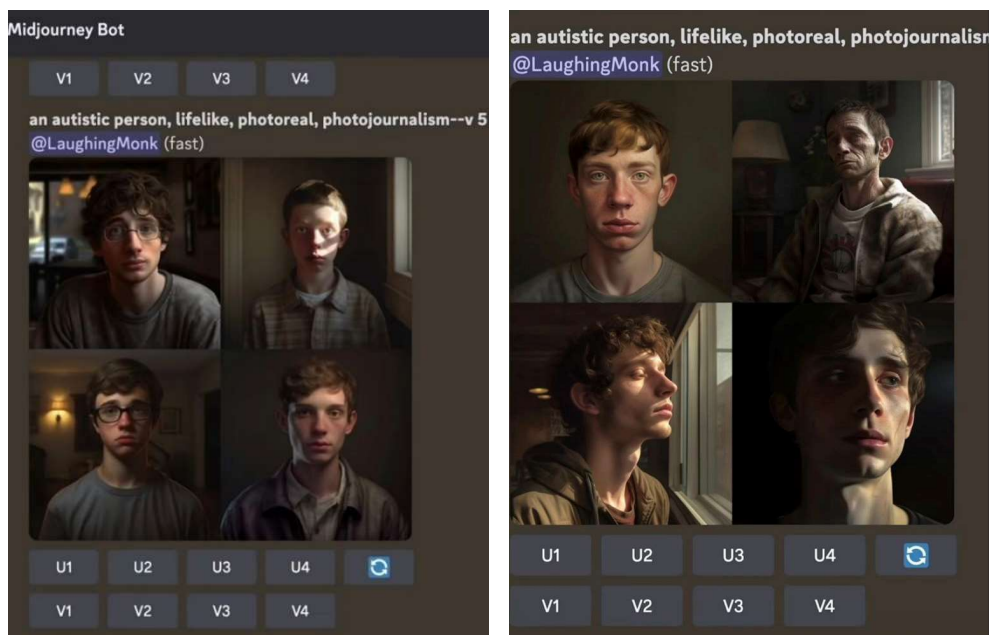 Midjourney Bot
V1 V2 V3 V4
an autistic person, lifelike, photoreal, photojournalism--v 5
@LaughingMonk (fast)
U1 U2 U3 U4
V1 V2 V3 V4
an autistic person, lifelike, photoreal, photojournalism
@LaughingMonk (fast)
U1 U2 U3 U4
V1 V2 V3 V4